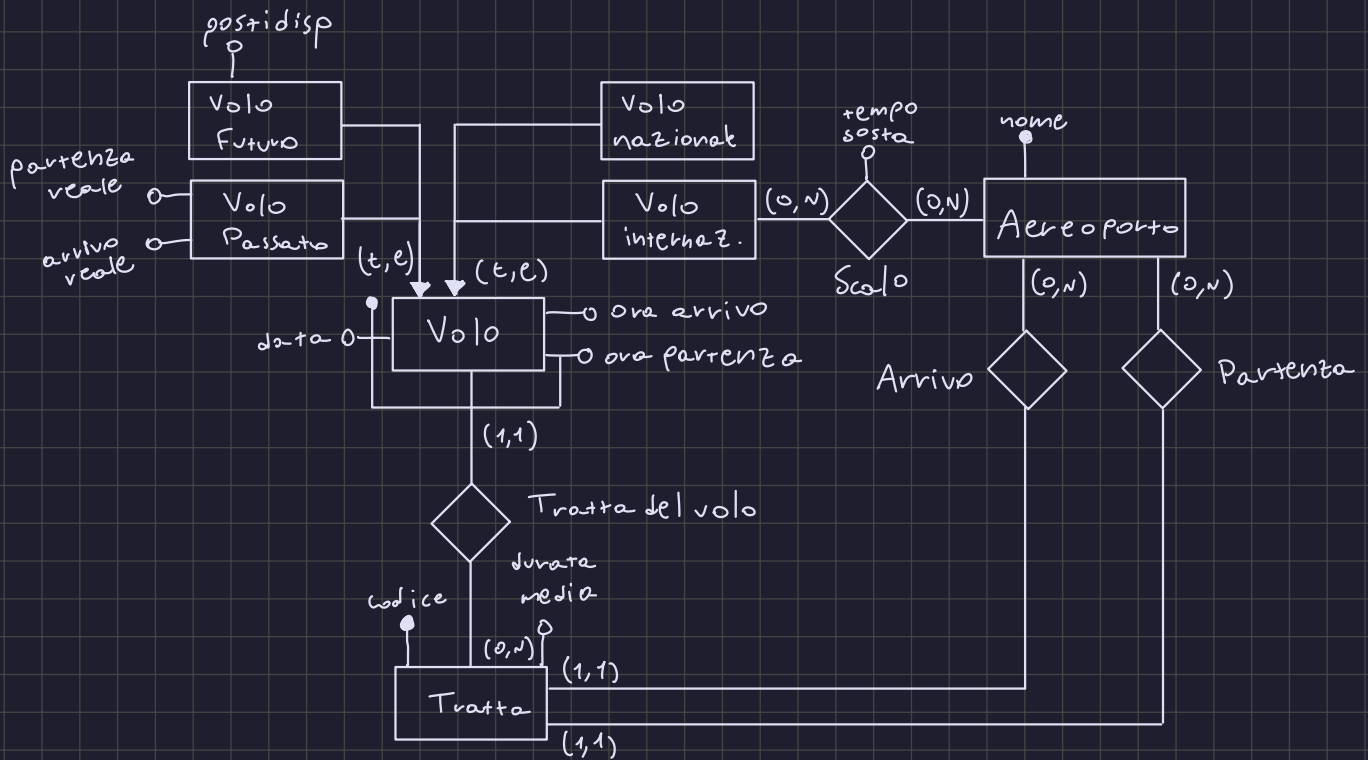 postidisp
Volo
Futuro
Volo
nazionale
tempo
sosta
nome
partenza
reale
Volo
Passato
Volo
internaz.
(0,N)
(0,N)
Aereoporto
arrivo
reale
(t,e)
(t,e)
Scalo
(0,N)
(0,N)
data
Volo
ora arrivo
ora partenza
Arrivo
Partenza
(1,1)
Tratta del volo
durata
media
codice
(0,N)
(1,1)
Tratta
(1,1)